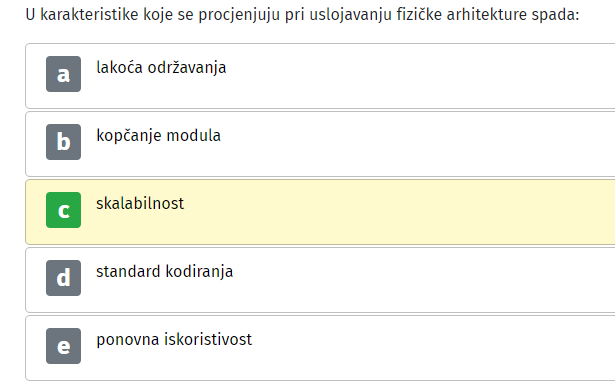 U karakteristike koje se procjenjuju pri uslojavanju fizičke arhitekture spada:
a lakoća održavanja
b kopčanje modula
c skalabilnost
d standard kodiranja
e ponovna iskoristivost